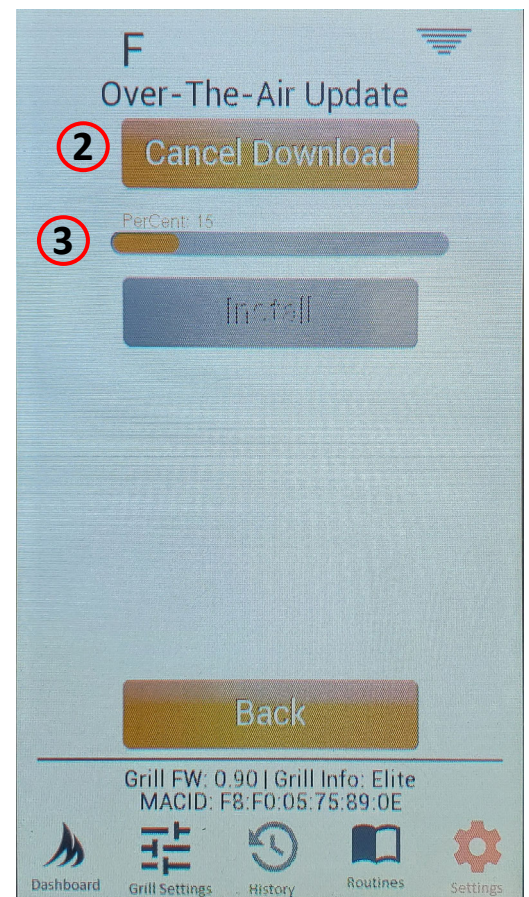 F
Over-The-Air Update
2
Cancel Download
PerCent: 15
3
Install
Back
Grill FW: 0.90 | Grill Info: Elite
MACID: F8:F0:05:75:89:0E
Dashboard
Grill Settings
History
Routines
Settings